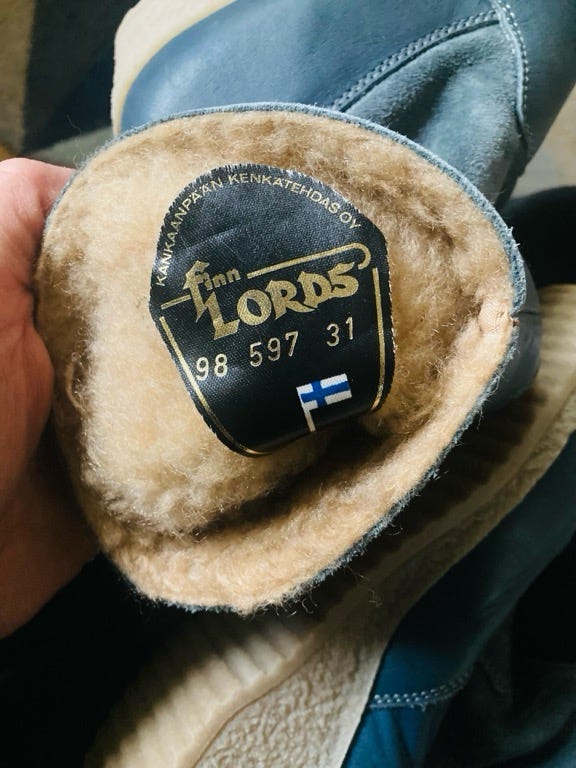 KANKAANPÄÄN KENKÄTEHDAS OY
Finn
LORDS
98 597 31